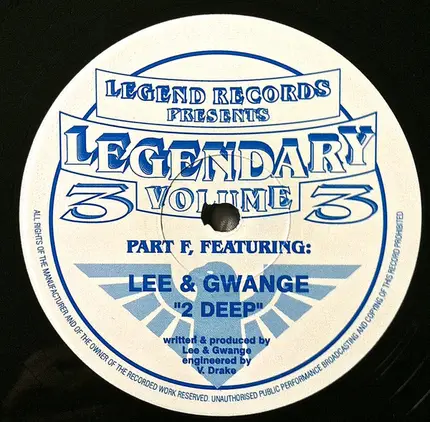 LEGEND RECORDS
PRESENTS
LEGENDARY
3 VOLUME 3
PART F, FEATURING:
LEE & GWANGE
"2 DEEP"
written & produced by
Lee & Gwange
engineered by
V. Drake
ALL RIGHTS OF THE MANUFACTURER AND OF THE OWNER OF THE RECORDED WORK RESERVED. UNAUTHORISED PUBLIC PERFORMANCE BROADCASTING AND COPYING OF THIS RECORD PROHIBITED